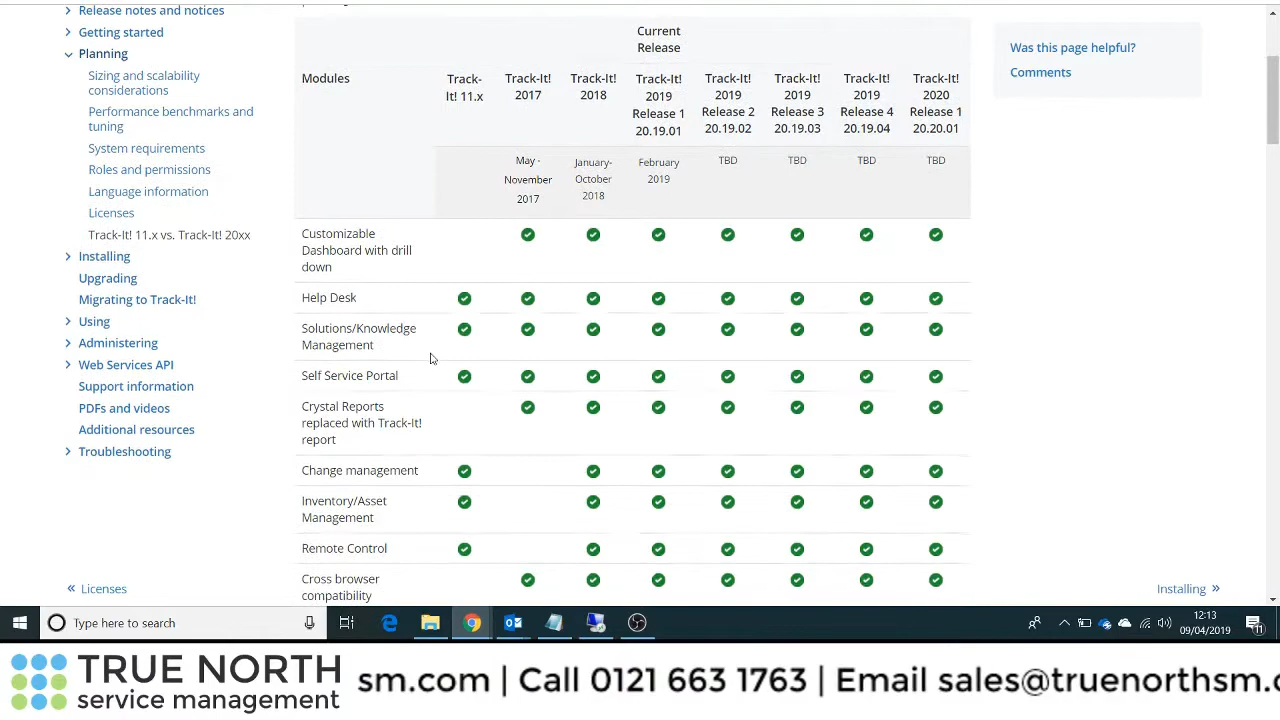 Release notes and notices
Getting started
Planning
Sizing and scalability
considerations
Performance benchmarks and
tuning
System requirements
Roles and permissions
Language information
Licenses
Track-It! 11.x vs. Track-It! 20xx
Installing
Upgrading
Migrating to Track-It!
Using
Administering
Web Services API
Support information
PDFs and videos
Additional resources
Troubleshooting
« Licenses
Current
Release
Modules
Track-
It! 11.x
Track-It!
2017
Track-It!
2018
Track-It!
2019
Release 1
20.19.01
Track-It!
2019
Release 2
20.19.02
Track-It!
2019
Release 3
20.19.03
Track-It!
2019
Release 4
20.19.04
Track-It!
2020
Release 1
20.20.01
May -
November
2017
January-
October
2018
February
2019
TBD
TBD
TBD
TBD
Customizable
Dashboard with drill
down
Help Desk
Solutions/Knowledge
Management
Self Service Portal
Crystal Reports
replaced with Track-It!
report
Change management
Inventory/Asset
Management
Remote Control
Cross browser
compatibility
Was this page helpful?
Comments
Installing »
Type here to search
12:13
09/04/2019
11
TRUE NORTH
service management
sm.com | Call 0121 663 1763 | Email sales@truenorthsm.c